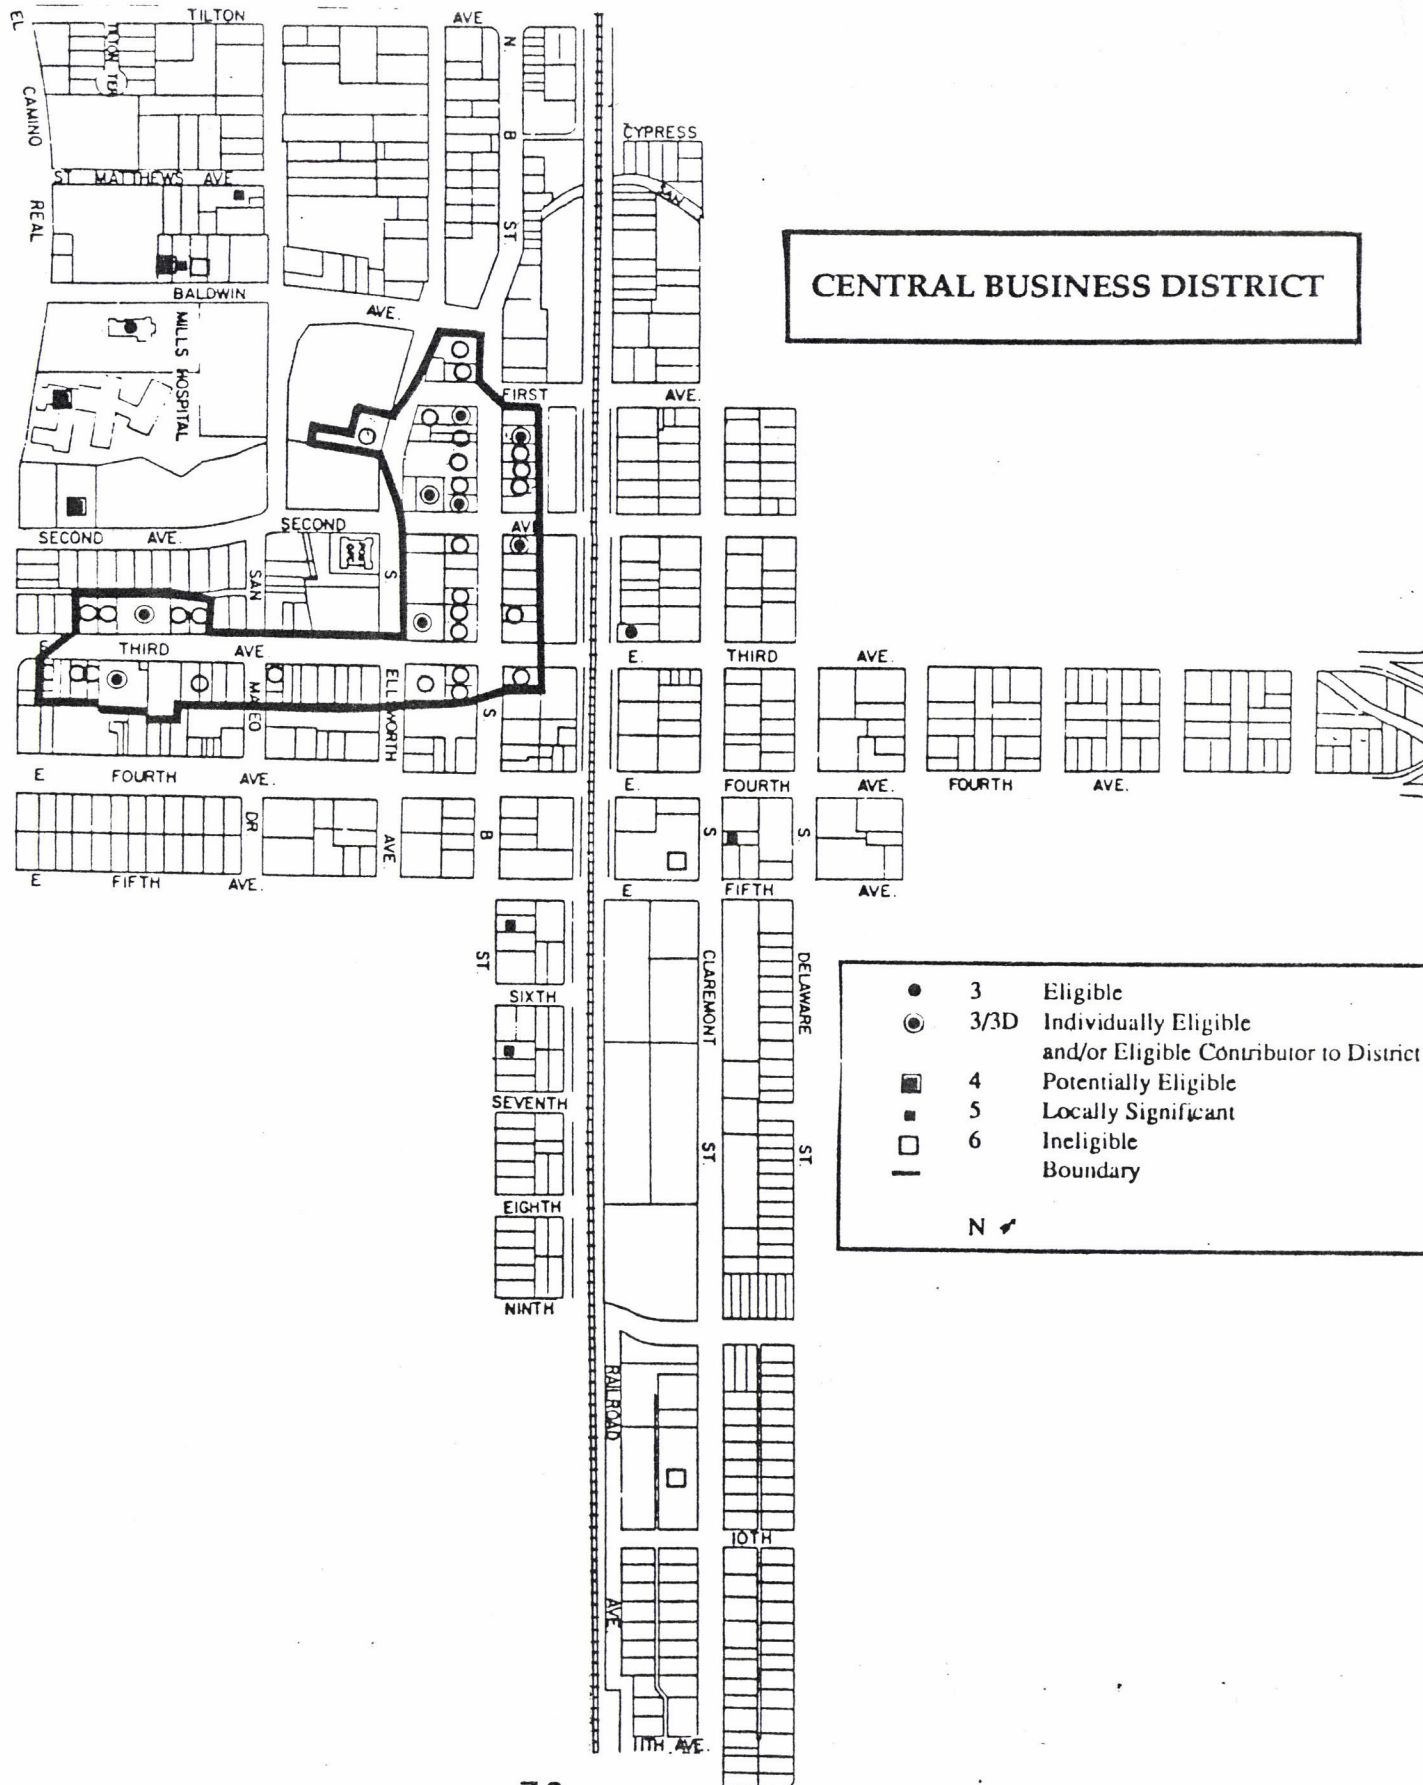 TILTON
AVE
EL
CAMINO
REAL
TILTON TER
N.
B
ST.
CYPRESS
ST. MATTHEWS AVE.
SAN
BALDWIN
AVE.
MILLS HOSPITAL
CENTRAL BUSINESS DISTRICT
FIRST
AVE.
SECOND
AVE.
SECOND
AVE
POST
OFC.
SAN
S.
E
THIRD
AVE.
E.
THIRD
AVE.
MATEO
ELLSWORTH
S
E
FOURTH
AVE.
E.
FOURTH
AVE.
FOURTH
AVE.
DR
AVE.
B
S
S.
E
FIFTH
AVE.
E
FIFTH
AVE.
ST.
CLAREMONT
DELAWARE
SIXTH
SEVENTH
ST.
ST.
EIGHTH
NINTH
● 3 Eligible
3/3D Individually Eligible
and/or Eligible Contributor to District
4 Potentially Eligible
5 Locally Significant
6 Ineligible
Boundary
N
RAILROAD
AVE.
10TH
11TH AVE.